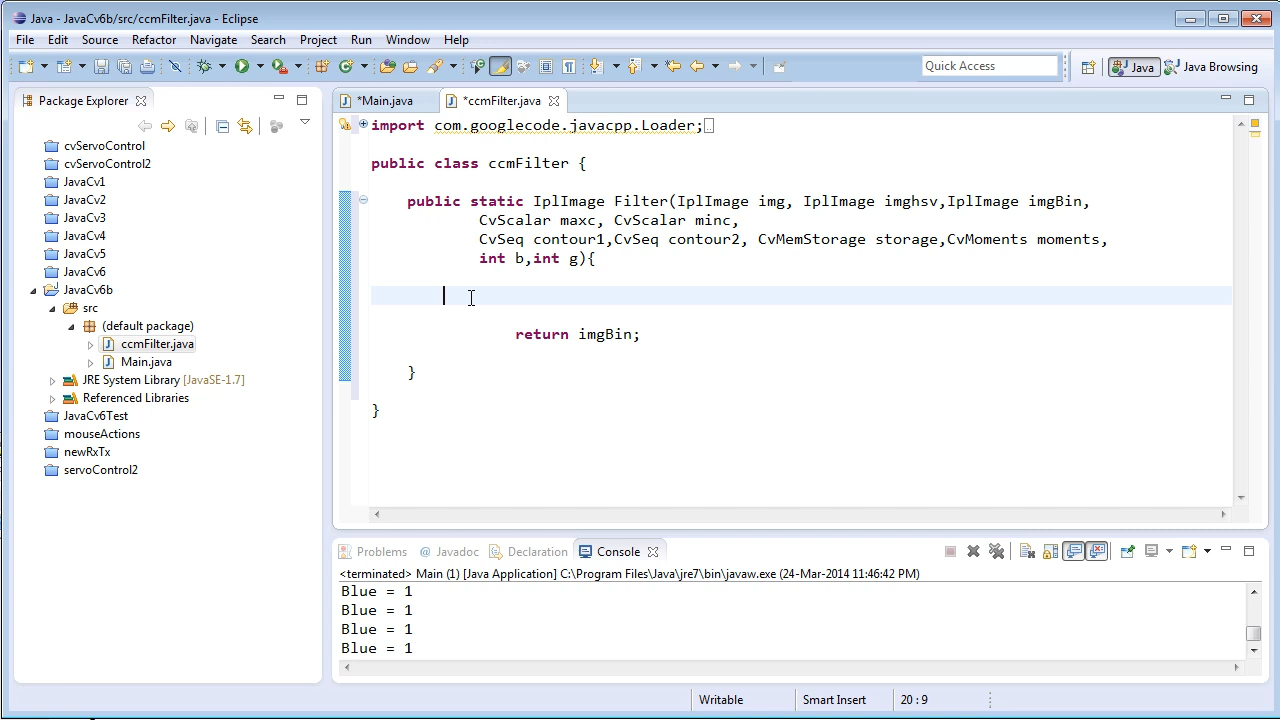 Java - JavaCv6b/src/ccmFilter.java - Eclipse
File Edit Source Refactor Navigate Search Project Run Window Help
Quick Access
Java
Java Browsing
Package Explorer
cvServoControl
cvServoControl2
JavaCv1
JavaCv2
JavaCv3
JavaCv4
JavaCv5
JavaCv6
JavaCv6b
src
(default package)
ccmFilter.java
Main.java
JRE System Library [JavaSE-1.7]
Referenced Libraries
JavaCv6Test
mouseActions
newRxTx
servoControl2
*Main.java
*ccmFilter.java
import com.googlecode.javacpp.Loader;
public class ccmFilter {
public static IplImage Filter(IplImage img, IplImage imghsv,IplImage imgBin,
CvScalar maxc, CvScalar minc,
CvSeq contour1,CvSeq contour2, CvMemStorage storage,CvMoments moments,
int b,int g){
return imgBin;
}
}
Problems @ Javadoc Declaration Console
<terminated> Main (1) [Java Application] C:\Program Files\Java\jre7\bin\javaw.exe (24-Mar-2014 11:46:42 PM)
Blue = 1
Blue = 1
Blue = 1
Blue = 1
Writable
Smart Insert
20 : 9